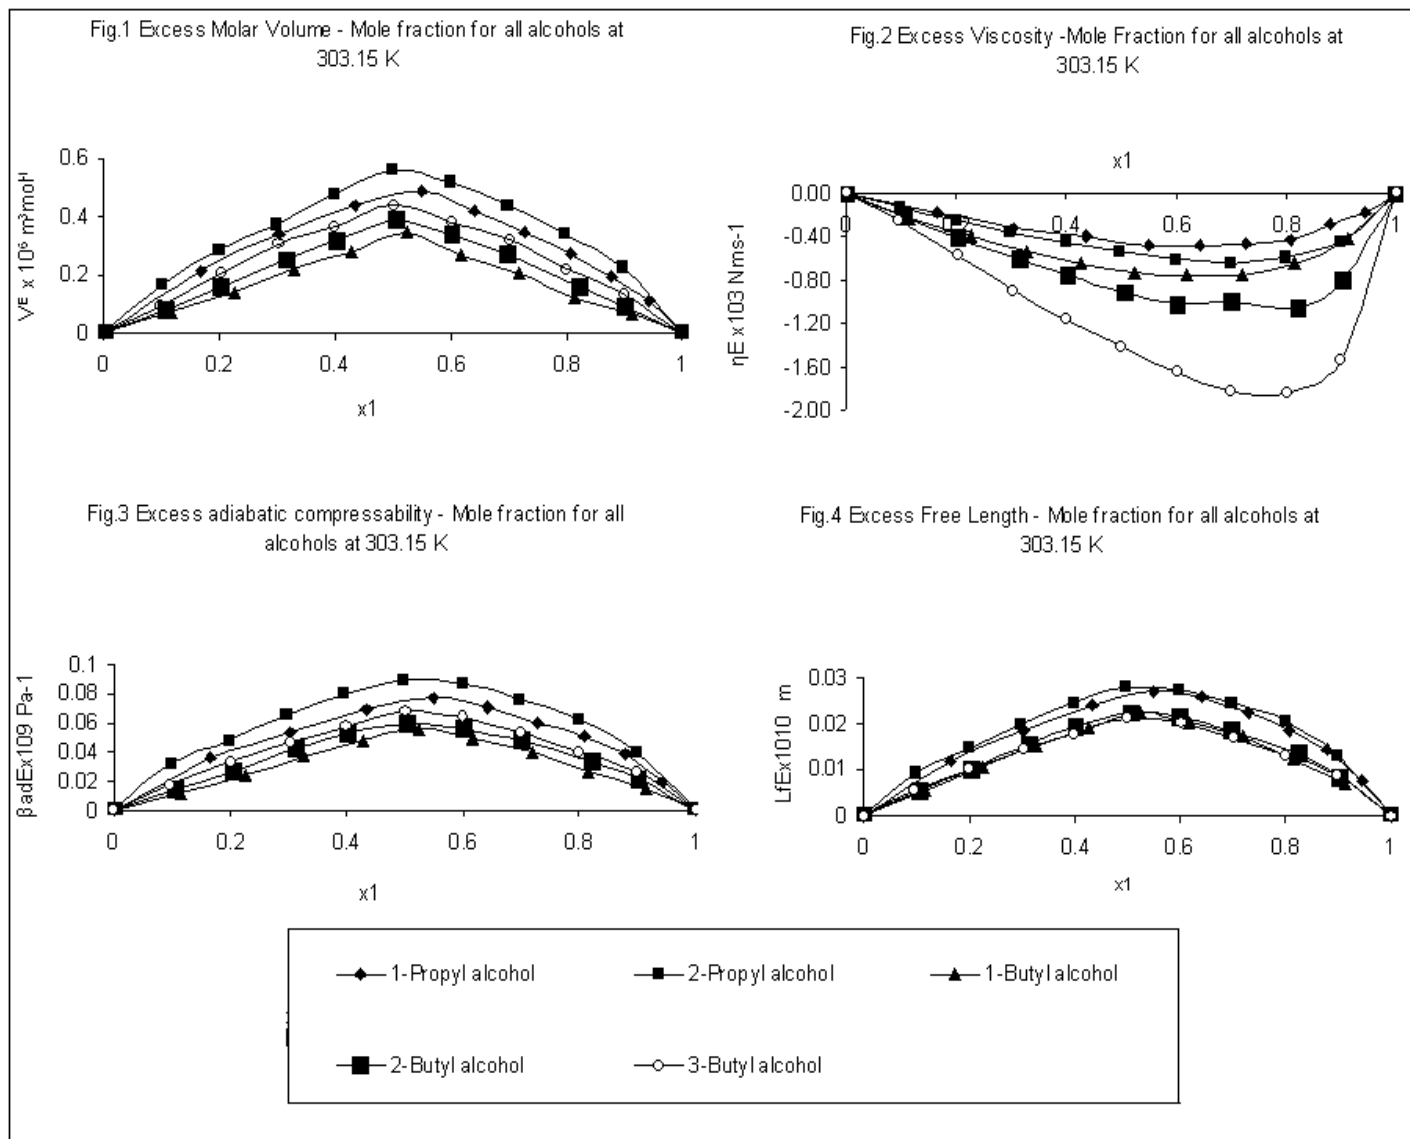 Fig.1 Excess Molar Volume - Mole fraction for all alcohols at
303.15 K
Vᴱ x 10⁶ m³mol¹
0.6
0.4
0.2
0
0 0.2 0.4 0.6 0.8 1
x1
Fig.2 Excess Viscosity -Mole Fraction for all alcohols at
303.15 K
x1
ηE x103 Nms-1
0.00
-0.40
-0.80
-1.20
-1.60
-2.00
0 0.2 0.4 0.6 0.8 1
Fig.3 Excess adiabatic compressability - Mole fraction for all
alcohols at 303.15 K
βadEx109 Pa-1
0.1
0.08
0.06
0.04
0.02
0
0 0.2 0.4 0.6 0.8 1
x1
Fig.4 Excess Free Length - Mole fraction for all alcohols at
303.15 K
LfEx1010 m
0.03
0.02
0.01
0
0 0.2 0.4 0.6 0.8 1
x1
1-Propyl alcohol 2-Propyl alcohol 1-Butyl alcohol
2-Butyl alcohol 3-Butyl alcohol